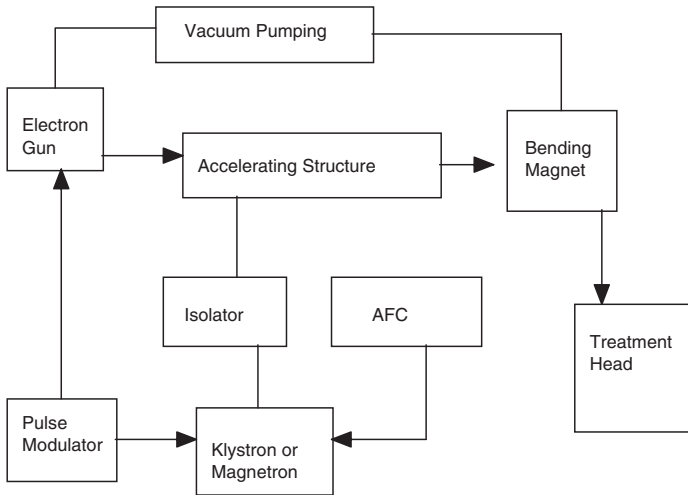 Vacuum Pumping
Electron
Gun
Accelerating Structure
Bending
Magnet
Isolator
AFC
Treatment
Head
Pulse
Modulator
Klystron or
Magnetron